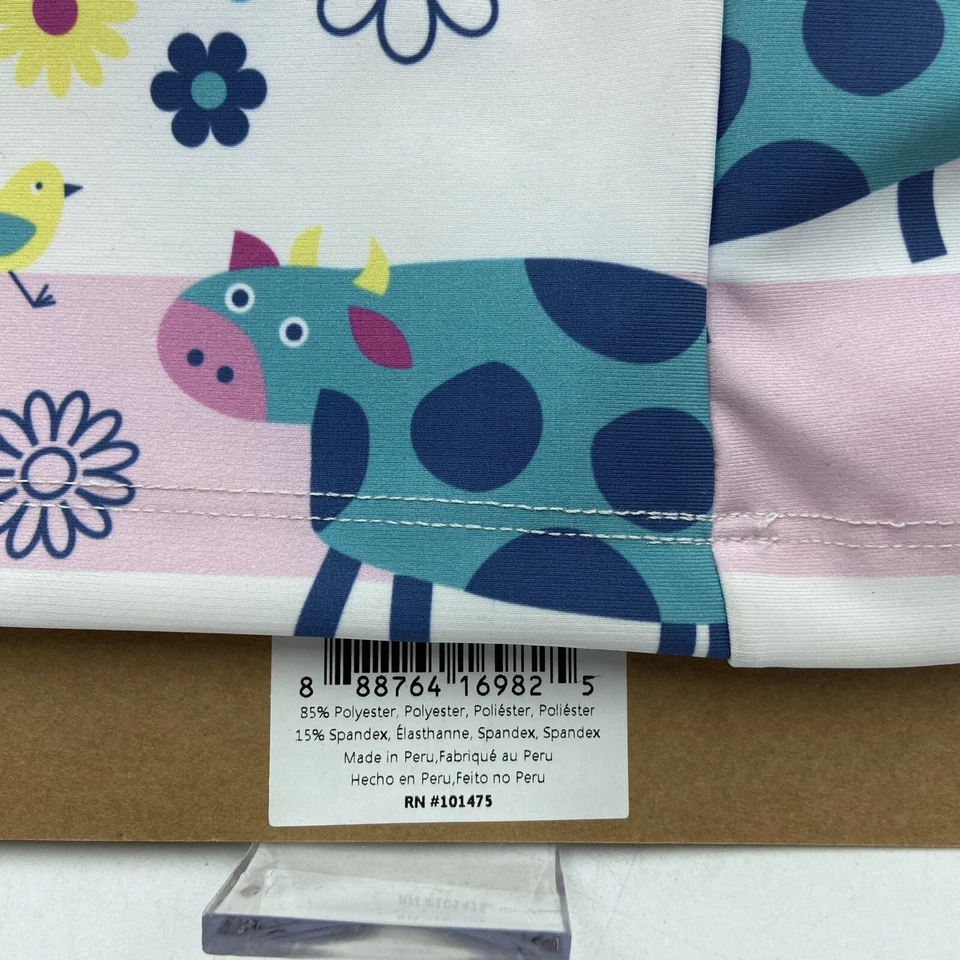 8 88764 16982 5
85% Polyester, Polyester, Poliéster, Poliéster
15% Spandex, Élasthanne, Spandex, Spandex
Made in Peru,Fabriqué au Peru
Hecho en Peru,Feito no Peru
RN #101475